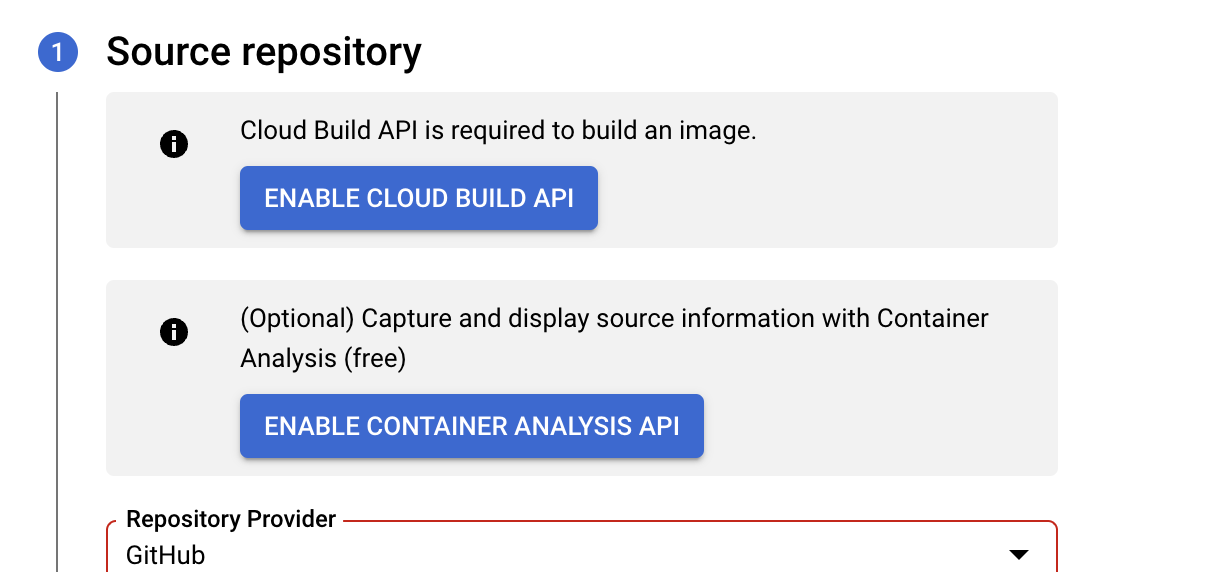 1 Source repository
Cloud Build API is required to build an image.
ENABLE CLOUD BUILD API
(Optional) Capture and display source information with Container
Analysis (free)
ENABLE CONTAINER ANALYSIS API
Repository Provider
GitHub